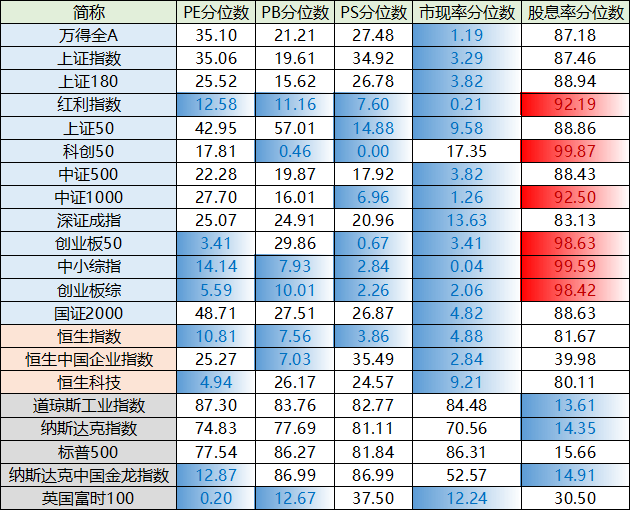 简称 PE分位数 PB分位数 PS分位数 市现率分位数 股息率分位数
万得全A 35.10 21.21 27.48 1.19 87.18
上证指数 35.06 19.61 34.92 3.29 87.46
上证180 25.52 15.62 26.78 3.82 88.94
红利指数 12.58 11.16 7.60 0.21 92.19
上证50 42.95 57.01 14.88 9.58 88.86
科创50 17.81 0.46 0.00 17.35 99.87
中证500 22.28 19.87 17.92 3.82 88.43
中证1000 27.70 16.01 6.96 1.26 92.50
深证成指 25.07 24.91 20.96 13.63 83.13
创业板50 3.41 29.86 0.67 3.41 98.63
中小综指 14.14 7.93 2.84 0.04 99.59
创业板综 5.59 10.01 2.26 2.06 98.42
国证2000 48.71 27.51 26.87 4.82 88.63
恒生指数 10.81 7.56 3.86 4.88 81.67
恒生中国企业指数 25.27 7.03 35.49 2.84 39.98
恒生科技 4.94 26.17 24.57 9.21 80.11
道琼斯工业指数 87.30 83.76 82.77 84.48 13.61
纳斯达克指数 74.83 77.69 81.11 70.56 14.35
标普500 77.54 86.27 81.84 86.31 15.66
纳斯达克中国金龙指数 12.87 86.99 86.99 52.57 14.91
英国富时100 0.20 12.67 37.50 12.24 30.50